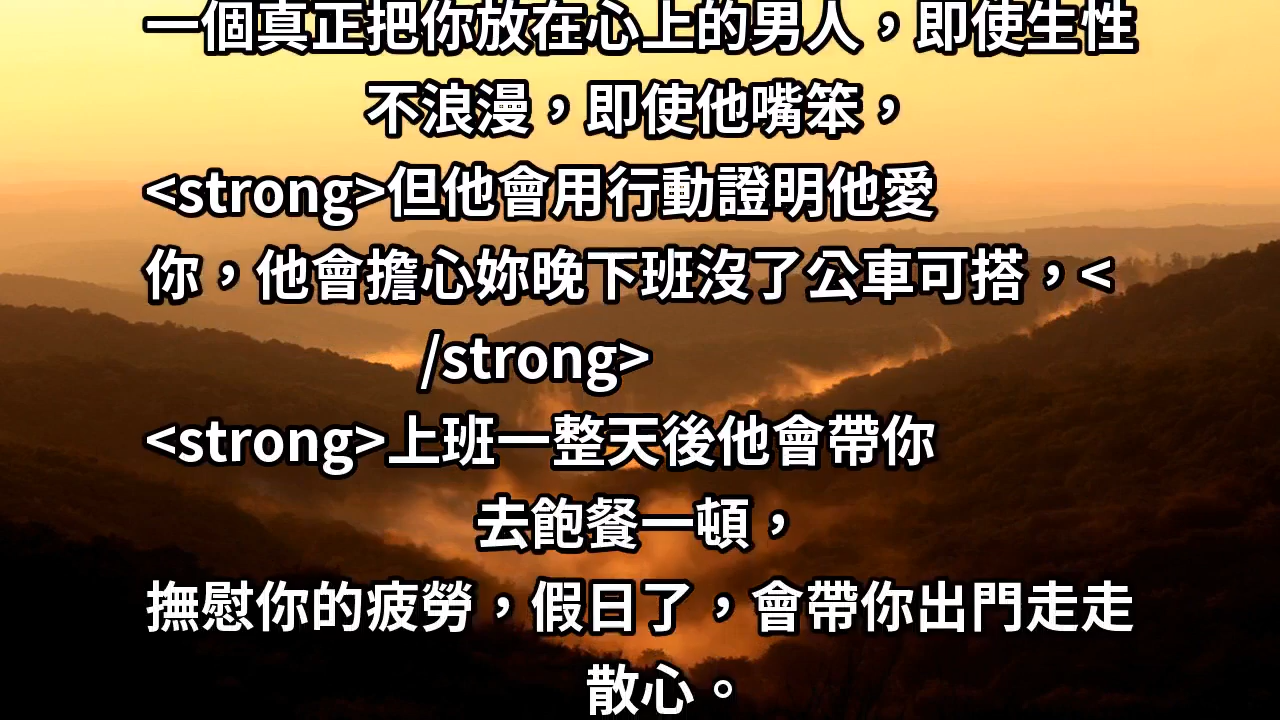 一個真正把你放在心上的男人，即使生性
不浪漫，即使他嘴笨，
<strong>但他會用行動證明他愛
你，他會擔心妳晚下班沒了公車可搭，<
/strong>
<strong>上班一整天後他會帶你
去飽餐一頓，
撫慰你的疲勞，假日了，會帶你出門走走
散心。